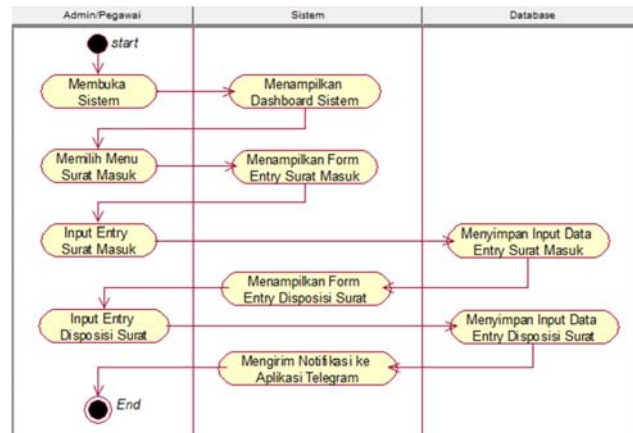 Admin/Pegawai
Sistem
Database
start
Membuka
Sistem
Menampilkan
Dashboard Sistem
Memilih Menu
Surat Masuk
Menampilkan Form
Entry Surat Masuk
Input Entry
Surat Masuk
Menyimpan Input Data
Entry Surat Masuk
Menampilkan Form
Entry Disposisi Surat
Input Entry
Disposisi Surat
Menyimpan Input Data
Entry Disposisi Surat
Mengirim Notifikasi ke
Aplikasi Telegram
End